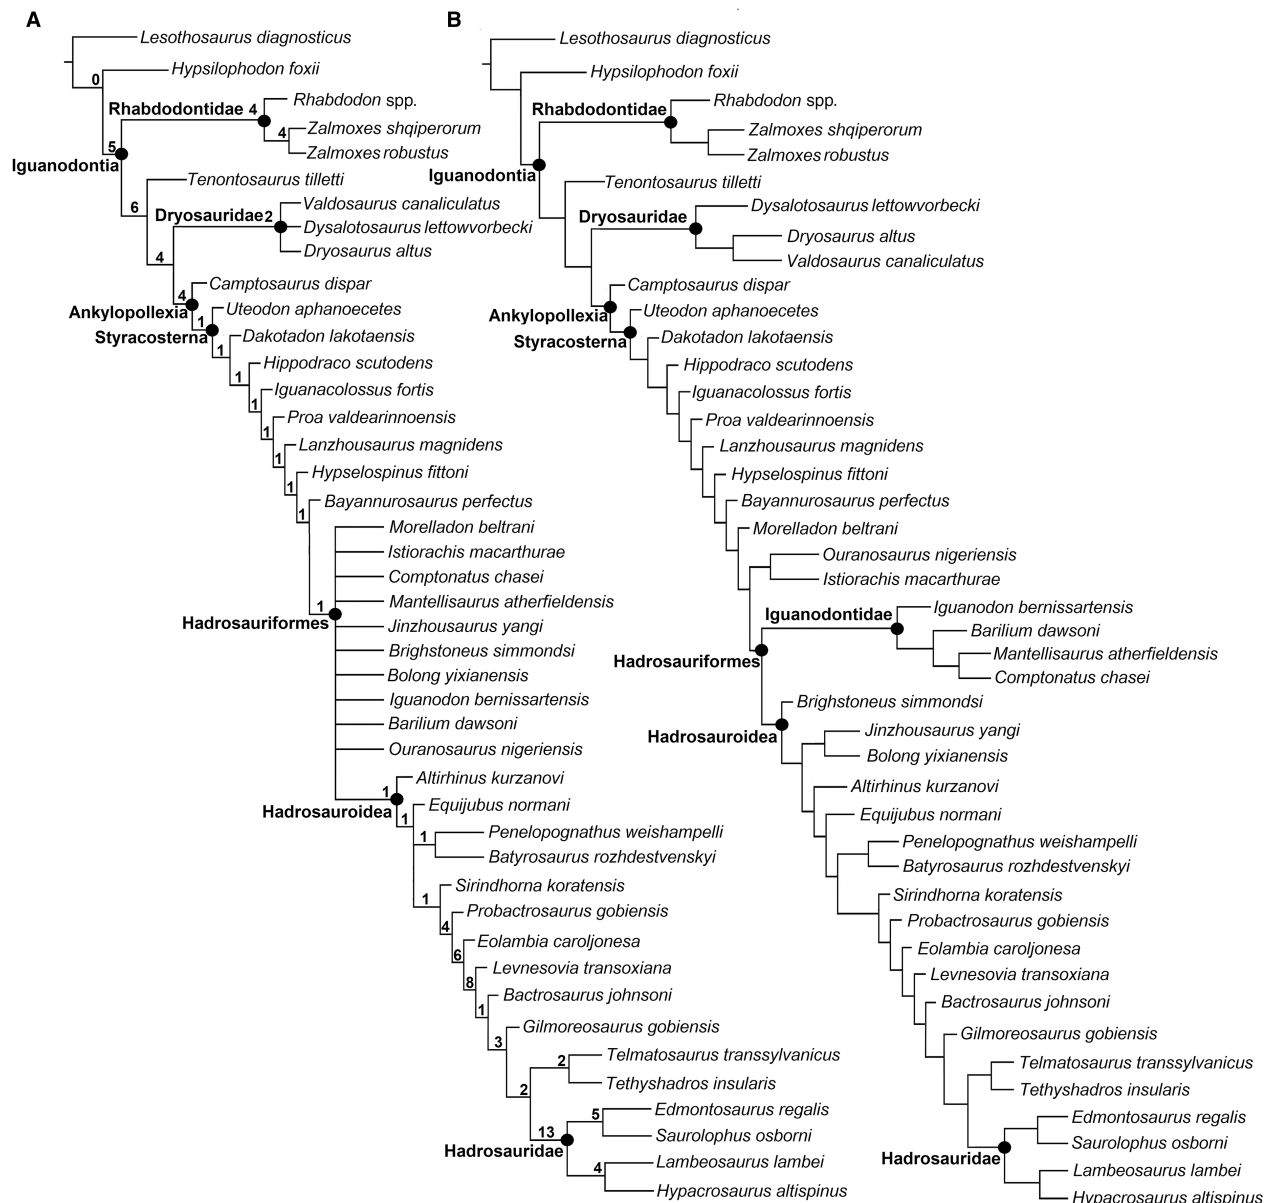 A
Lesothosaurus diagnosticus
0
Hypsilophodon foxii
Rhabdodontidae 4
Rhabdodon spp.
4
Zalmoxes shqiperorum
Zalmoxes robustus
5
Iguanodontia
6
Tenontosaurus tilletti
Dryosauridae 2
Valdosaurus canaliculatus
Dysalotosaurus lettowvorbecki
Dryosaurus altus
4
Camptosaurus dispar
4
Ankylopollexia
Uteodon aphanoecetes
1
Styracosterna
Dakotadon lakotaensis
1
Hippodraco scutodens
1
Iguanacolossus fortis
1
Proa valdearinnoensis
1
Lanzhousaurus magnidens
1
Hypselospinus fittoni
1
Bayannurosaurus perfectus
1
Morelladon beltrani
Istiorachis macarthurae
Comptonatus chasei
Mantellisaurus atherfieldensis
1
Hadrosauriformes
Jinzhousaurus yangi
Brighstoneus simmondsi
Bolong yixianensis
Iguanodon bernissartensis
Barilium dawsoni
Ouranosaurus nigeriensis
Altirhinus kurzanovi
1
Hadrosauroidea
Equijubus normani
1
1
Penelopognathus weishampelli
Batyrosaurus rozhdestvenskyi
Sirindhorna koratensis
1
Probactrosaurus gobiensis
4
Eolambia caroljonesa
6
Levnesovia transoxiana
8
Bactrosaurus johnsoni
1
Gilmoreosaurus gobiensis
3
2
Telmatosaurus transsylvanicus
Tethyshadros insularis
2
5
Edmontosaurus regalis
Saurolophus osborni
13
Hadrosauridae
4
Lambeosaurus lambei
Hypacrosaurus altispinus
B
Lesothosaurus diagnosticus
Hypsilophodon foxii
Rhabdodontidae
Rhabdodon spp.
Zalmoxes shqiperorum
Zalmoxes robustus
Iguanodontia
Tenontosaurus tilletti
Dryosauridae
Dysalotosaurus lettowvorbecki
Dryosaurus altus
Valdosaurus canaliculatus
Camptosaurus dispar
Ankylopollexia
Uteodon aphanoecetes
Styracosterna
Dakotadon lakotaensis
Hippodraco scutodens
Iguanacolossus fortis
Proa valdearinnoensis
Lanzhousaurus magnidens
Hypselospinus fittoni
Bayannurosaurus perfectus
Morelladon beltrani
Ouranosaurus nigeriensis
Istiorachis macarthurae
Iguanodontidae
Iguanodon bernissartensis
Barilium dawsoni
Mantellisaurus atherfieldensis
Comptonatus chasei
Hadrosauriformes
Brighstoneus simmondsi
Hadrosauroidea
Jinzhousaurus yangi
Bolong yixianensis
Altirhinus kurzanovi
Equijubus normani
Penelopognathus weishampelli
Batyrosaurus rozhdestvenskyi
Sirindhorna koratensis
Probactrosaurus gobiensis
Eolambia caroljonesa
Levnesovia transoxiana
Bactrosaurus johnsoni
Gilmoreosaurus gobiensis
Telmatosaurus transsylvanicus
Tethyshadros insularis
Edmontosaurus regalis
Saurolophus osborni
Hadrosauridae
Lambeosaurus lambei
Hypacrosaurus altispinus